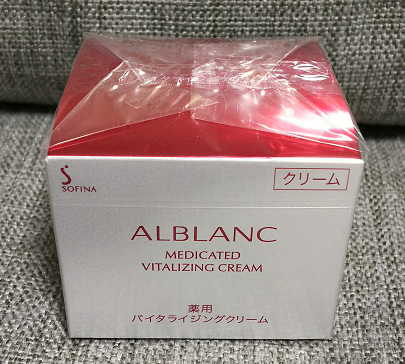 SOFINA
クリーム
ALBLANC
MEDICATED
VITALIZING CREAM
薬用
バイタライジングクリーム